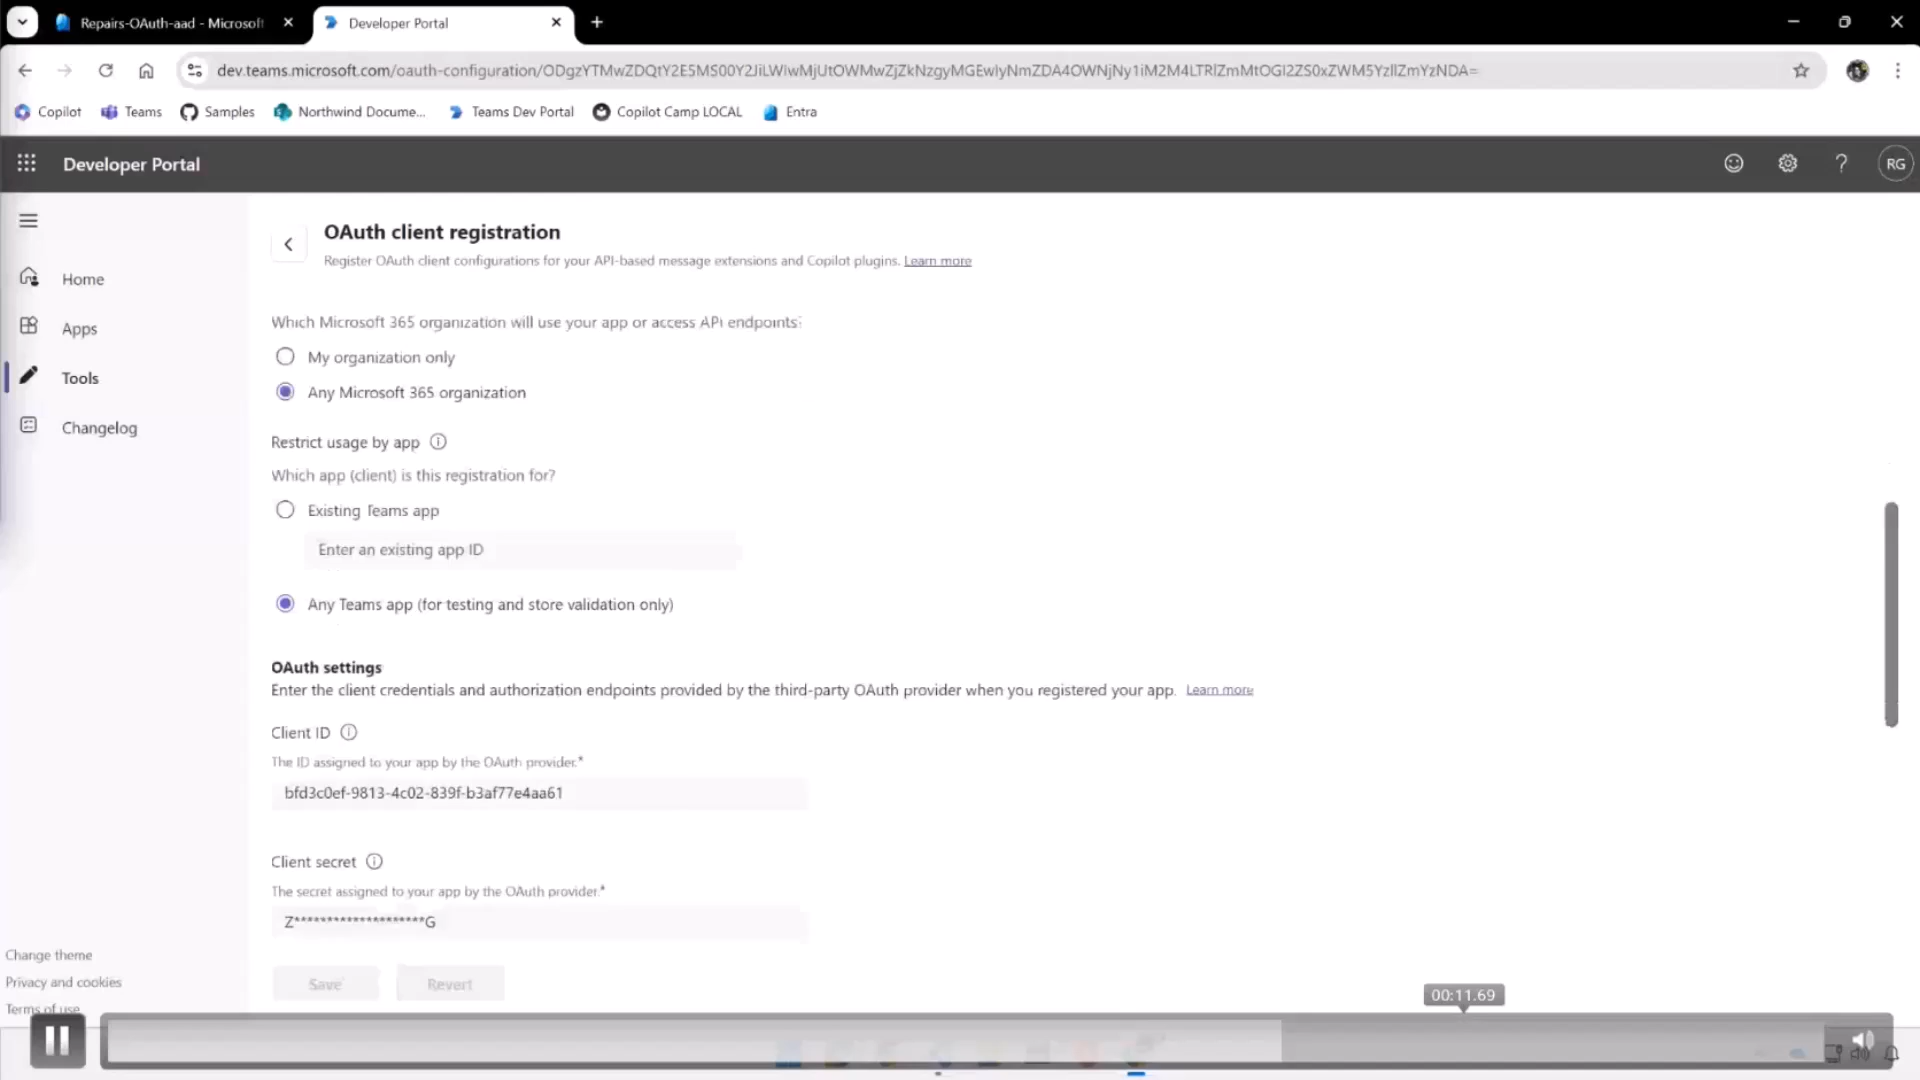 Repairs-OAuth-aad - Microsoft
Developer Portal
dev.teams.microsoft.com/oauth-configuration/
Copilot
Teams
Samples
Northwind Docume...
Teams Dev Portal
Copilot Camp LOCAL
Entra
Developer Portal
RG
OAuth client registration
Register OAuth client configurations for your API-based message extensions and Copilot plugins. Learn more
Home
Apps
Tools
Changelog
Which Microsoft 365 organization will use your app or access API endpoints?
My organization only
Any Microsoft 365 organization
Restrict usage by app
Which app (client) is this registration for?
Existing Teams app
Enter an existing app ID
Any Teams app (for testing and store validation only)
OAuth settings
Enter the client credentials and authorization endpoints provided by the third-party OAuth provider when you registered your app. Learn more
Client ID
The ID assigned to your app by the OAuth provider.*
bfd3c0ef-9813-4c02-839f-b3af77e4aa61
Client secret
The secret assigned to your app by the OAuth provider.*
Z********************G
Save
Revert
Change theme
Privacy and cookies
Terms of use
00:11.69